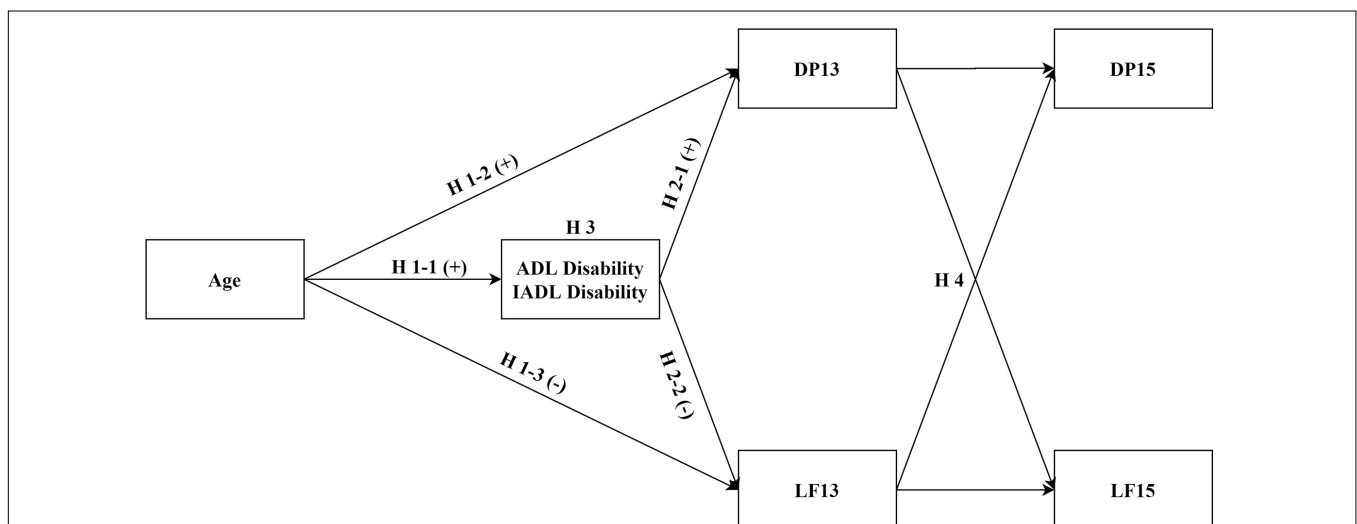 DP13
DP15
H 1-2 (+)
H 2-1 (+)
H 3
Age
H 1-1 (+)
ADL Disability
IADL Disability
H 4
H 1-3 (-)
H 2-2 (-)
LF13
LF15